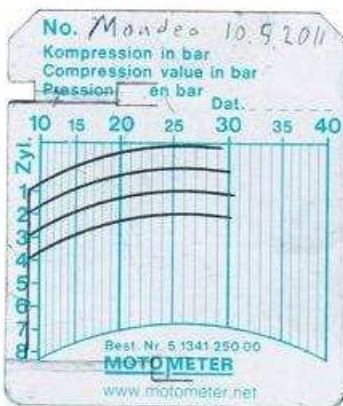 No. Mondeo 10.5.2011
Kompression in bar
Compression value in bar
Pression en bar
Dat.
10 15 20 25 30 35 40
Zyl.
1
2
3
4
5
6
7
8
Best. Nr. 5 1341 250 00
MOTOMETER
www.motometer.net